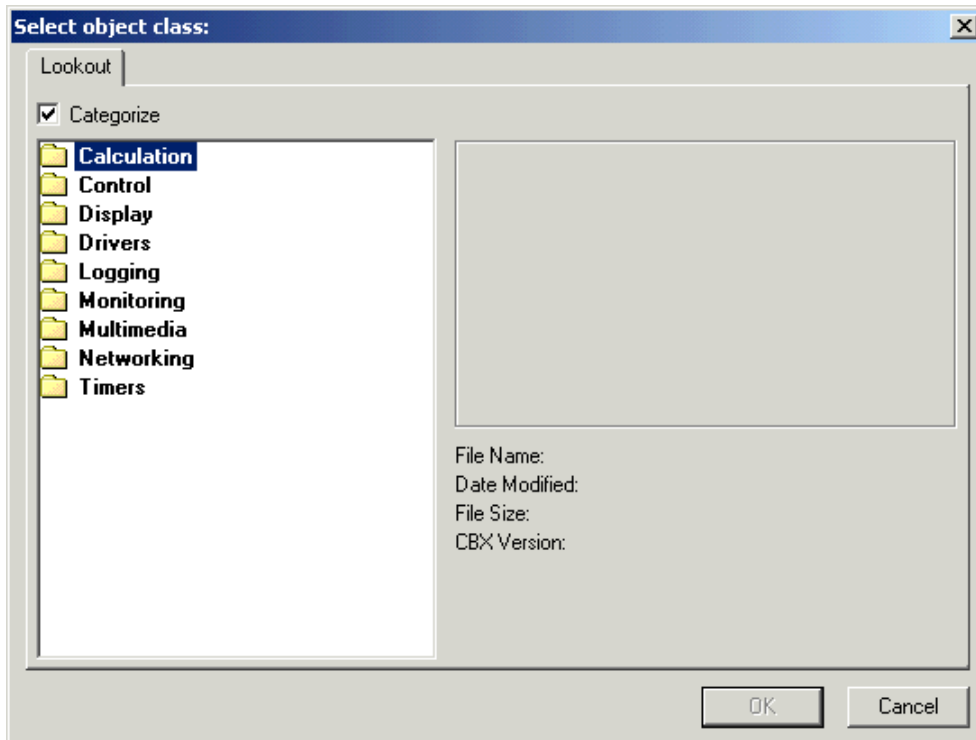 Select object class:
Lookout
Categorize
Calculation
Control
Display
Drivers
Logging
Monitoring
Multimedia
Networking
Timers
File Name:
Date Modified:
File Size:
CBX Version:
OK
Cancel